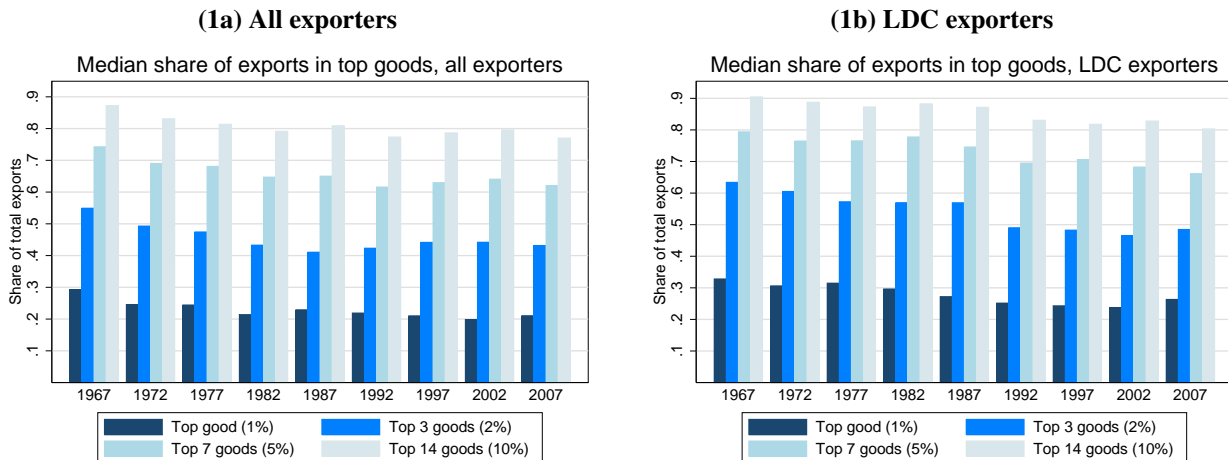 (1a) All exporters
Median share of exports in top goods, all exporters
Share of total exports
.9
.8
.7
.6
.5
.4
.3
.2
.1
1967 1972 1977 1982 1987 1992 1997 2002 2007
Top good (1%) Top 3 goods (2%)
Top 7 goods (5%) Top 14 goods (10%)
(1b) LDC exporters
Median share of exports in top goods, LDC exporters
Share of total exports
.9
.8
.7
.6
.5
.4
.3
.2
.1
1967 1972 1977 1982 1987 1992 1997 2002 2007
Top good (1%) Top 3 goods (2%)
Top 7 goods (5%) Top 14 goods (10%)